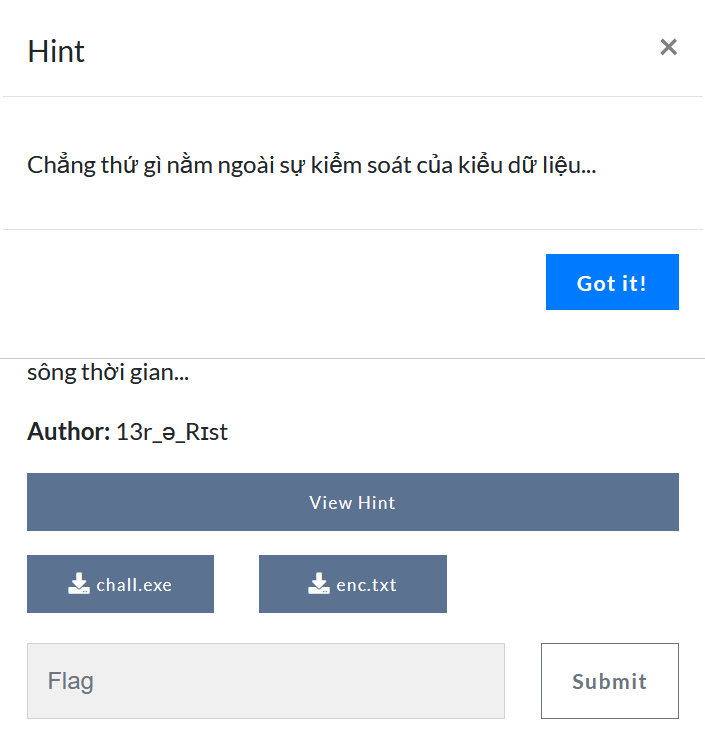 Hint
×
Chẳng thứ gì nằm ngoài sự kiểm soát của kiểu dữ liệu...
Got it!
sông thời gian...
Author: 13r_ə_Rɪst
View Hint
chall.exe
enc.txt
Flag
Submit